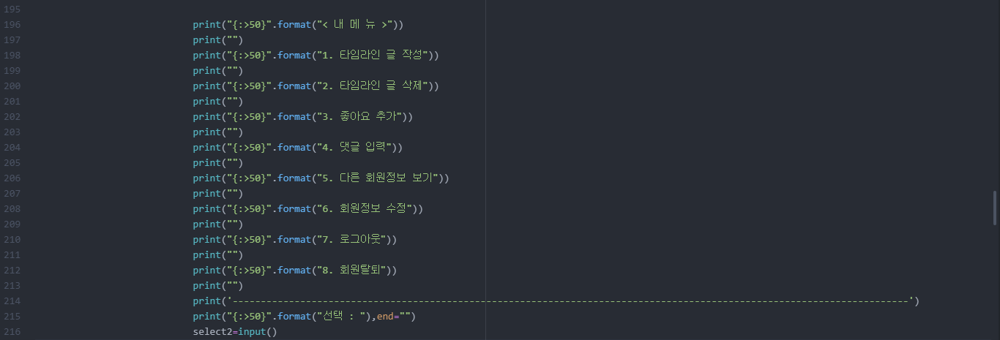 195
196 print("{:>50}".format("< 내 메 뉴 >"))
197 print("")
198 print("{:>50}".format("1. 타임라인 글 작성"))
199 print("")
200 print("{:>50}".format("2. 타임라인 글 삭제"))
201 print("")
202 print("{:>50}".format("3. 좋아요 추가"))
203 print("")
204 print("{:>50}".format("4. 댓글 입력"))
205 print("")
206 print("{:>50}".format("5. 다른 회원정보 보기"))
207 print("")
208 print("{:>50}".format("6. 회원정보 수정"))
209 print("")
210 print("{:>50}".format("7. 로그아웃"))
211 print("")
212 print("{:>50}".format("8. 회원탈퇴"))
213 print("")
214 print('------------------------------------------------------------------------------------------------------------------------')
215 print("{:>50}".format("선택 : "),end="")
216 select2=input()